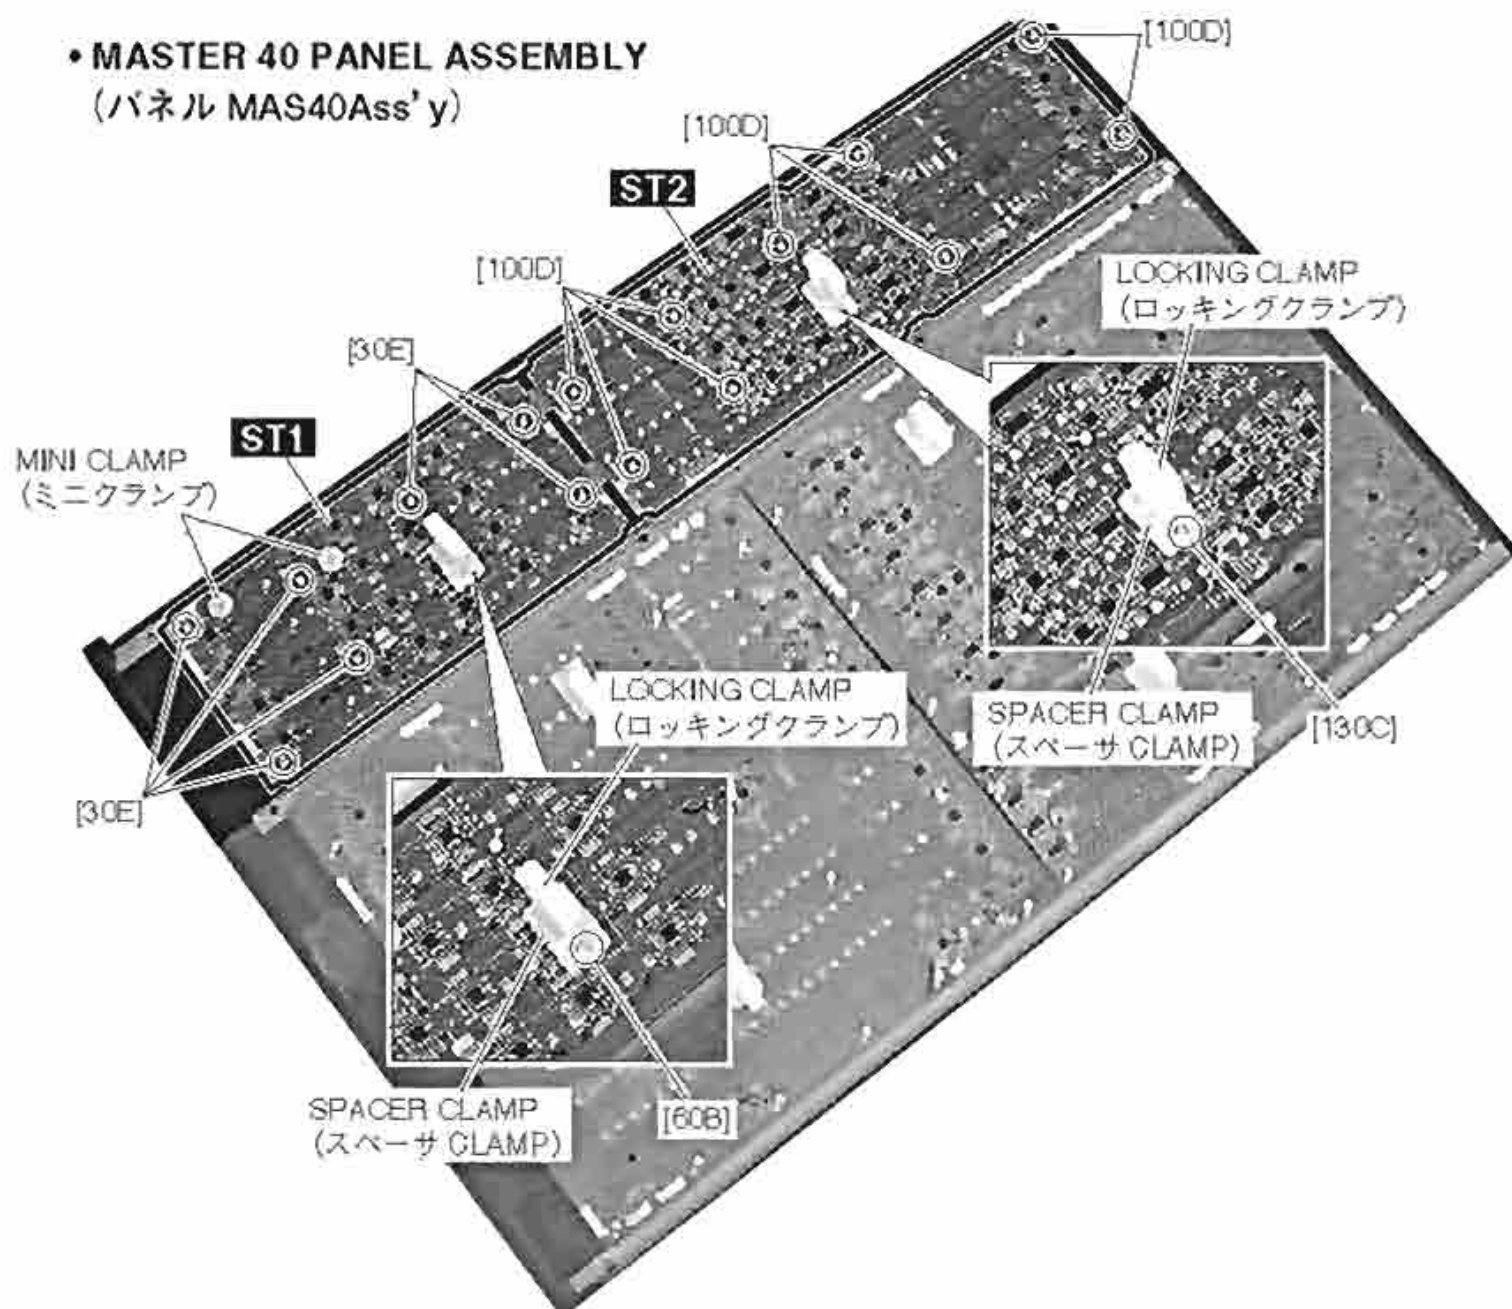 • MASTER 40 PANEL ASSEMBLY
(パネル MAS40Ass'y)
[100D]
[100D]
ST2
[100D]
LOCKING CLAMP
(ロッキングクランプ)
[30E]
ST1
MINI CLAMP
(ミニクランプ)
LOCKING CLAMP
(ロッキングクランプ)
SPACER CLAMP
(スペーサ CLAMP)
[130C]
[30E]
SPACER CLAMP
(スペーサ CLAMP)
[60B]